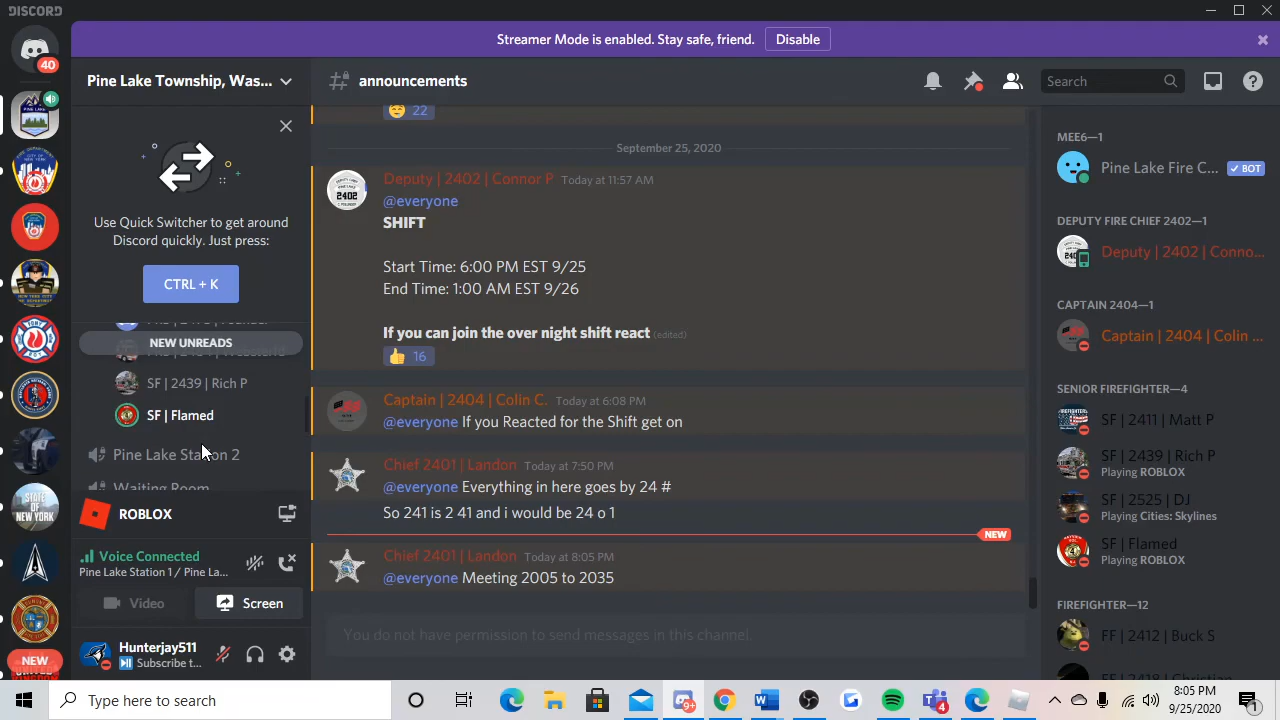 DISCORD
Streamer Mode is enabled. Stay safe, friend. Disable
40
Pine Lake Township, Was...
Use Quick Switcher to get around
Discord quickly. Just press:
CTRL + K
NEW UNREADS
SF | 2439 | Rich P
SF | Flamed
Pine Lake Station 2
Waiting Room
ROBLOX
Voice Connected
Pine Lake Station 1 / Pine La...
Video
Screen
Hunterjay511
Subscribe t...
NEW
announcements
Search
22
September 25, 2020
Deputy | 2402 | Connor P Today at 11:57 AM
@everyone
SHIFT
Start Time: 6:00 PM EST 9/25
End Time: 1:00 AM EST 9/26
If you can join the over night shift react (edited)
16
Captain | 2404 | Colin C. Today at 6:08 PM
@everyone If you Reacted for the Shift get on
Chief 2401 | Landon Today at 7:50 PM
@everyone Everything in here goes by 24 #
So 241 is 2 41 and i would be 24 o 1
NEW
Chief 2401 | Landon Today at 8:05 PM
@everyone Meeting 2005 to 2035
You do not have permission to send messages in this channel.
MEE6—1
Pine Lake Fire C... BOT
DEPUTY FIRE CHIEF 2402—1
Deputy | 2402 | Conno...
CAPTAIN 2404—1
Captain | 2404 | Colin ...
SENIOR FIREFIGHTER—4
SF | 2411 | Matt P
SF | 2439 | Rich P
Playing ROBLOX
SF | 2525 | DJ
Playing Cities: Skylines
SF | Flamed
Playing ROBLOX
FIREFIGHTER—12
FF | 2412 | Buck S
Type here to search
9+
4
8:05 PM
9/25/2020
1